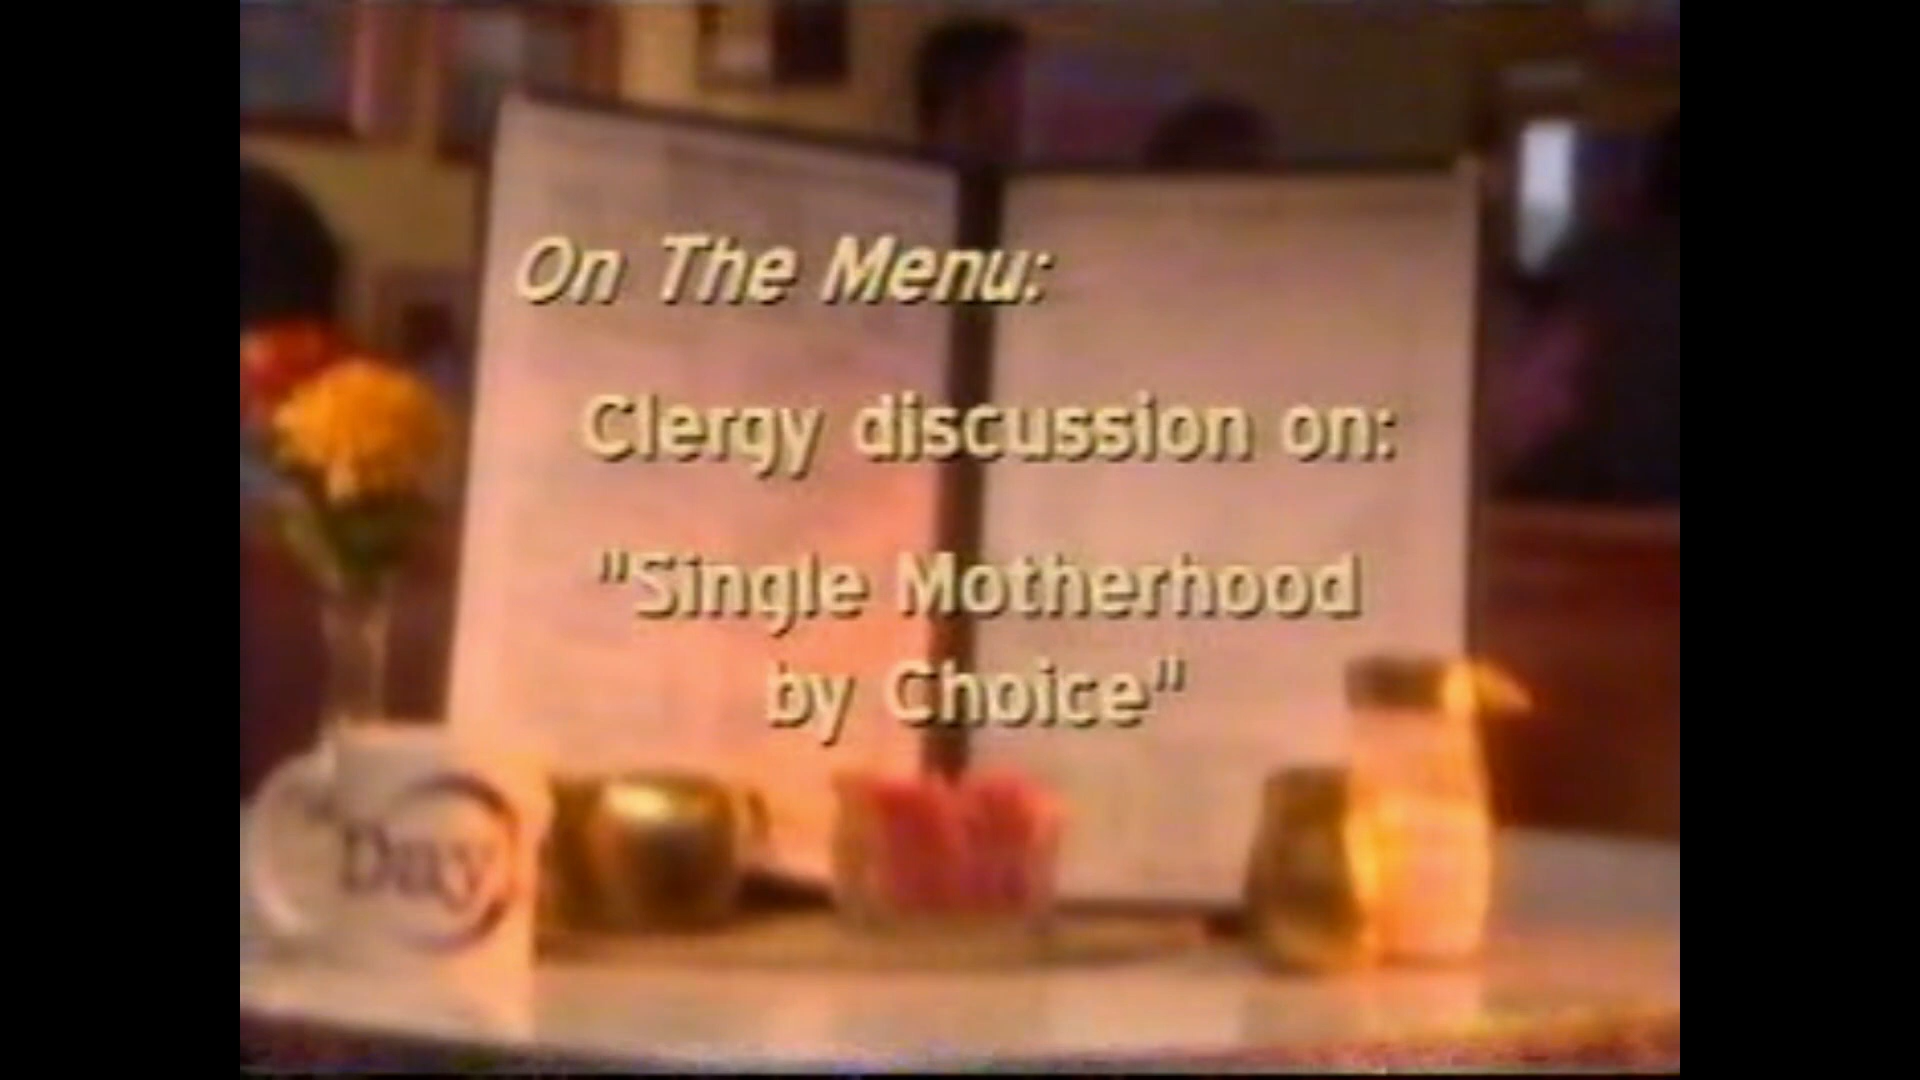 On The Menu:
Clergy discussion on:
"Single Motherhood
by Choice"
Day